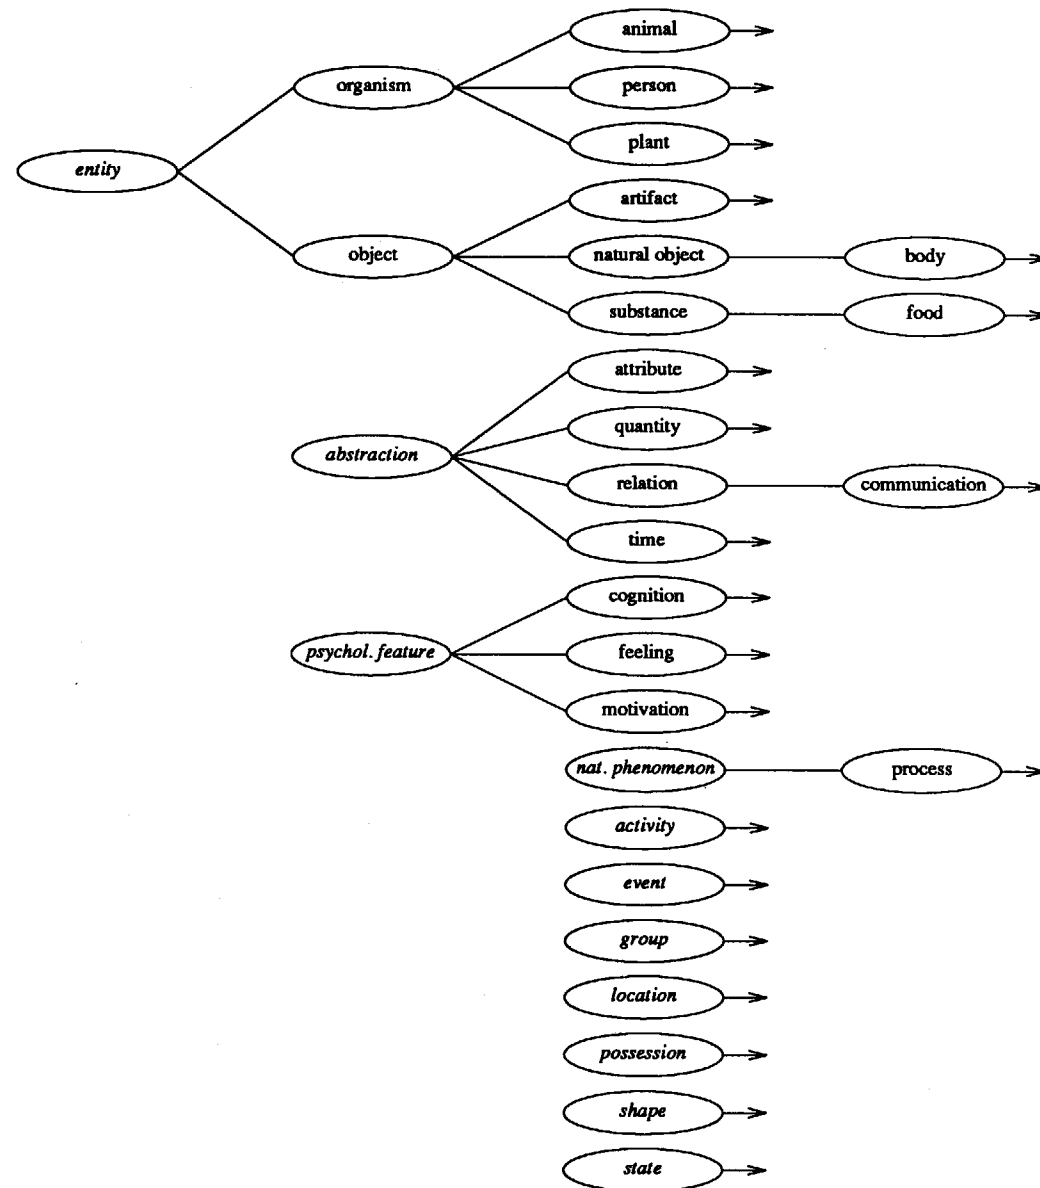 animal
organism
person
plant
entity
artifact
object
natural object
body
substance
food
attribute
quantity
abstraction
relation
communication
time
cognition
psychol. feature
feeling
motivation
nat. phenomenon
process
activity
event
group
location
possession
shape
state